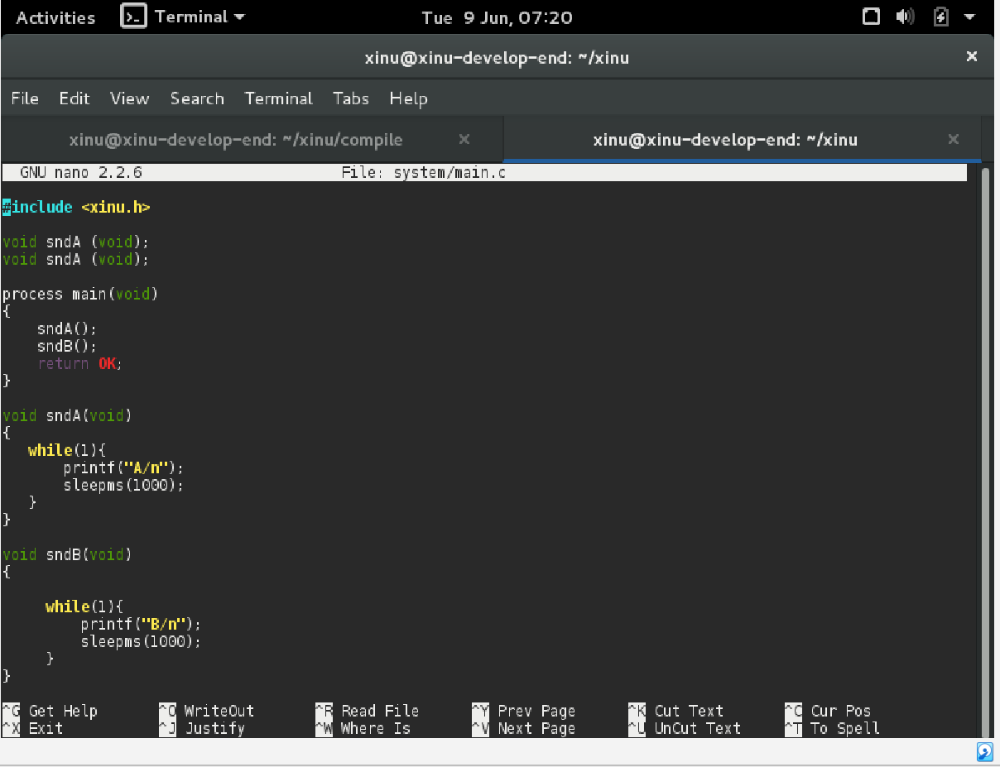 Activities Terminal Tue 9 Jun, 07:20
xinu@xinu-develop-end: ~/xinu ×
File Edit View Search Terminal Tabs Help
xinu@xinu-develop-end: ~/xinu/compile × xinu@xinu-develop-end: ~/xinu ×
GNU nano 2.2.6 File: system/main.c
#include <xinu.h>
void sndA (void);
void sndA (void);
process main(void)
{
sndA();
sndB();
return OK;
}
void sndA(void)
{
while(1){
printf("A/n");
sleepms(1000);
}
}
void sndB(void)
{
while(1){
printf("B/n");
sleepms(1000);
}
}
^G Get Help ^O WriteOut ^R Read File ^Y Prev Page ^K Cut Text ^C Cur Pos
^X Exit ^J Justify ^W Where Is ^V Next Page ^U UnCut Text ^T To Spell